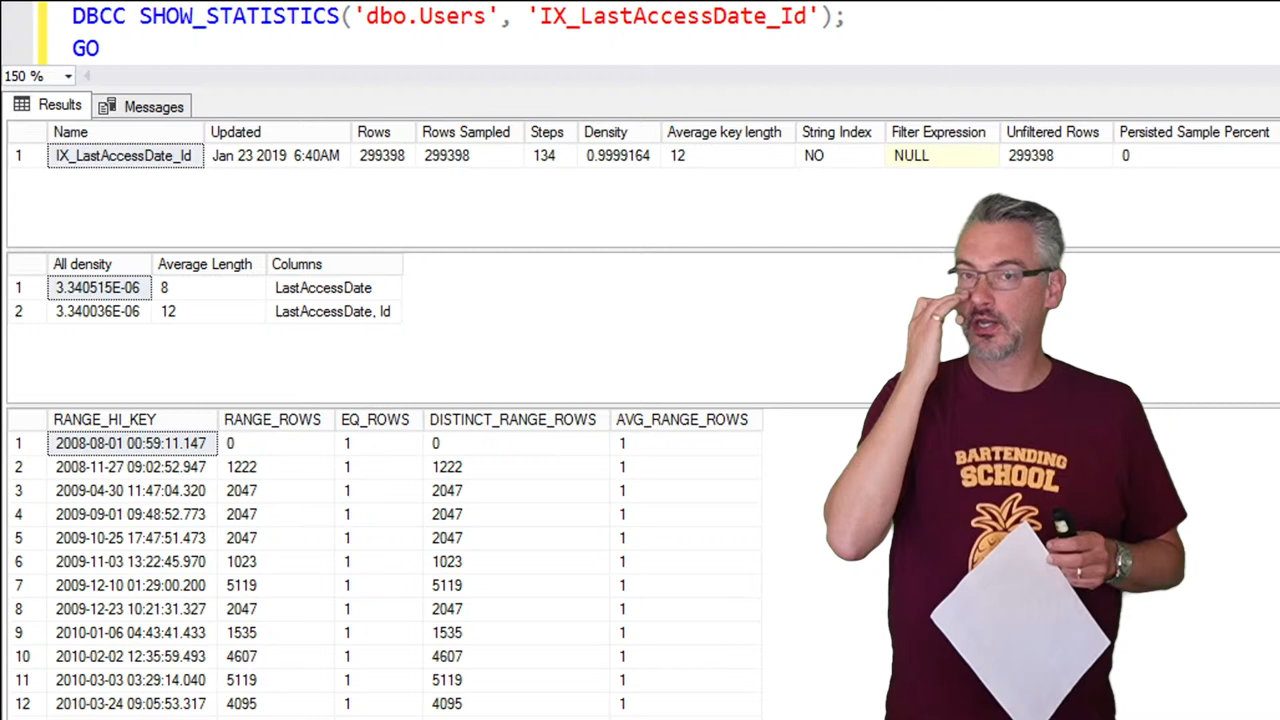 DBCC SHOW_STATISTICS('dbo.Users', 'IX_LastAccessDate_Id');
GO
150 %
Results Messages
Name Updated Rows Rows Sampled Steps Density Average key length String Index Filter Expression Unfiltered Rows Persisted Sample Percent
1 IX_LastAccessDate_Id Jan 23 2019 6:40AM 299398 299398 134 0.9999164 12 NO NULL 299398 0
All density Average Length Columns
1 3.340515E-06 8 LastAccessDate
2 3.340036E-06 12 LastAccessDate, Id
RANGE_HI_KEY RANGE_ROWS EQ_ROWS DISTINCT_RANGE_ROWS AVG_RANGE_ROWS
1 2008-08-01 00:59:11.147 0 1 0 1
2 2008-11-27 09:02:52.947 1222 1 1222 1
3 2009-04-30 11:47:04.320 2047 1 2047 1
4 2009-09-01 09:48:52.773 2047 1 2047 1
5 2009-10-25 17:47:51.473 2047 1 2047 1
6 2009-11-03 13:22:45.970 1023 1 1023 1
7 2009-12-10 01:29:00.200 5119 1 5119 1
8 2009-12-23 10:21:31.327 2047 1 2047 1
9 2010-01-06 04:43:41.433 1535 1 1535 1
10 2010-02-02 12:35:59.493 4607 1 4607 1
11 2010-03-03 03:29:14.040 5119 1 5119 1
12 2010-03-24 09:05:53.317 4095 1 4095 1
BARTENDING
SCHOOL